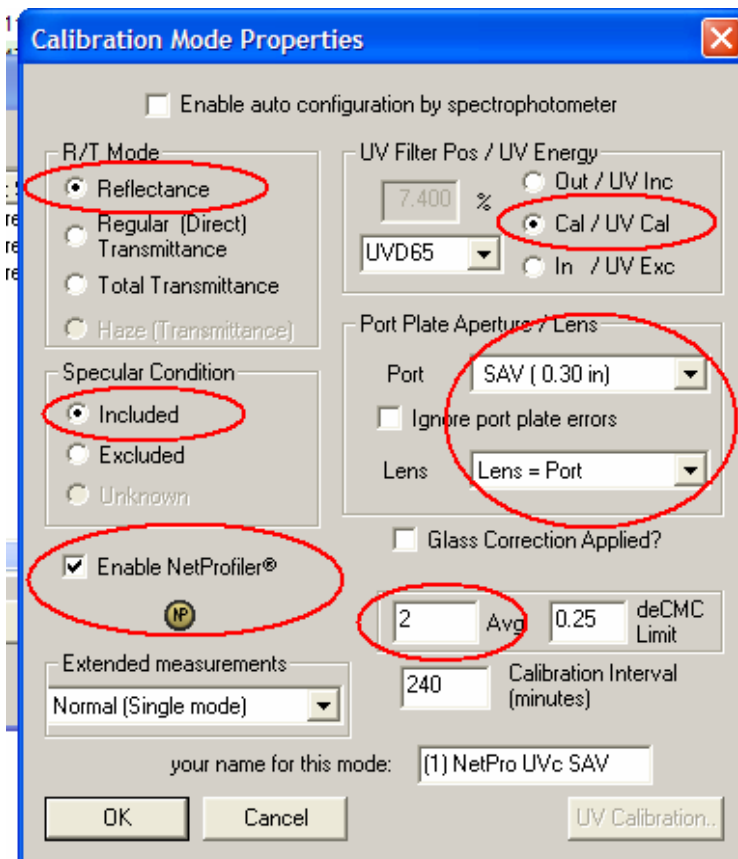 11
Calibration Mode Properties
Enable auto configuration by spectrophotometer
R/T Mode
Reflectance
Regular (Direct)
Transmittance
Total Transmittance
Haze (Transmittance)
UV Filter Pos / UV Energy
7.400 %
UVD65
Out / UV Inc
Cal / UV Cal
In / UV Exc
Specular Condition
Included
Excluded
Unknown
Port Plate Aperture / Lens
Port SAV ( 0.30 in)
Ignore port plate errors
Lens Lens = Port
Enable NetProfiler®
NP
Glass Correction Applied?
2 Avg 0.25 deCMC
Limit
Extended measurements
Normal (Single mode)
240 Calibration Interval
(minutes)
your name for this mode: (1) NetPro UVc SAV
OK Cancel UV Calibration..
re
re
re